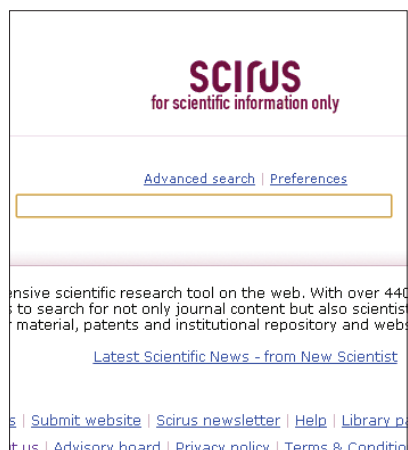 scirus
for scientific information only
Advanced search | Preferences
ensive scientific research tool on the web. With over 440
s to search for not only journal content but also scientist
r material, patents and institutional repository and webs
Latest Scientific News - from New Scientist
s | Submit website | Scirus newsletter | Help | Library pa
t us | Advisory board | Privacy policy | Terms & Conditio